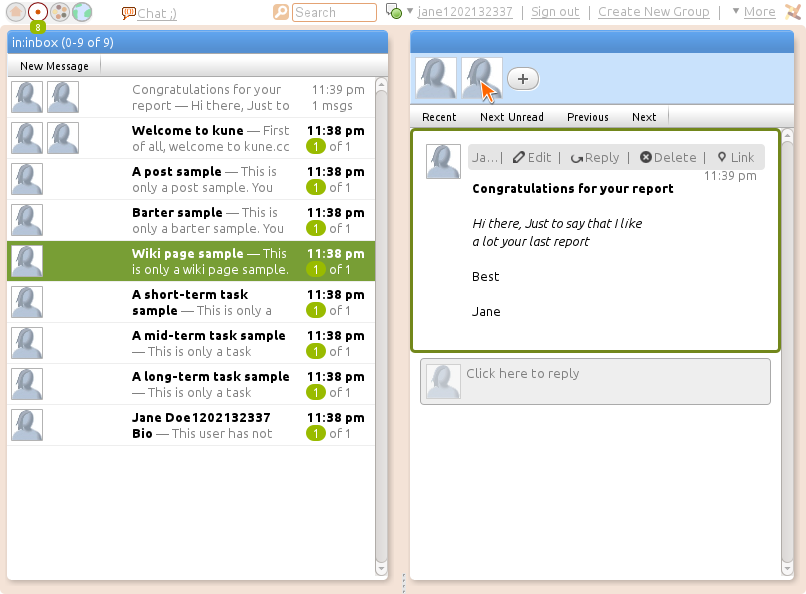 Chat ;)
Search
jane1202132337 | Sign out | Create New Group | ▼ More
8
in:inbox (0-9 of 9)
New Message
Congratulations for your 11:39 pm
report — Hi there, Just to 1 msgs
Welcome to kune — First 11:38 pm
of all, welcome to kune.cc 1 of 1
A post sample — This is 11:38 pm
only a post sample. You 1 of 1
Barter sample — This is 11:38 pm
only a barter sample. You 1 of 1
Wiki page sample — This 11:38 pm
is only a wiki page sample. 1 of 1
A short-term task 11:38 pm
sample — This is only a 1 of 1
A mid-term task sample 11:38 pm
— This is only a task 1 of 1
A long-term task sample 11:38 pm
— This is only a task 1 of 1
Jane Doe1202132337 11:38 pm
Bio — This user has not 1 of 1
+
Recent Next Unread Previous Next
Ja...| Edit | Reply | Delete | Link
11:39 pm
Congratulations for your report
Hi there, Just to say that I like
a lot your last report
Best
Jane
Click here to reply